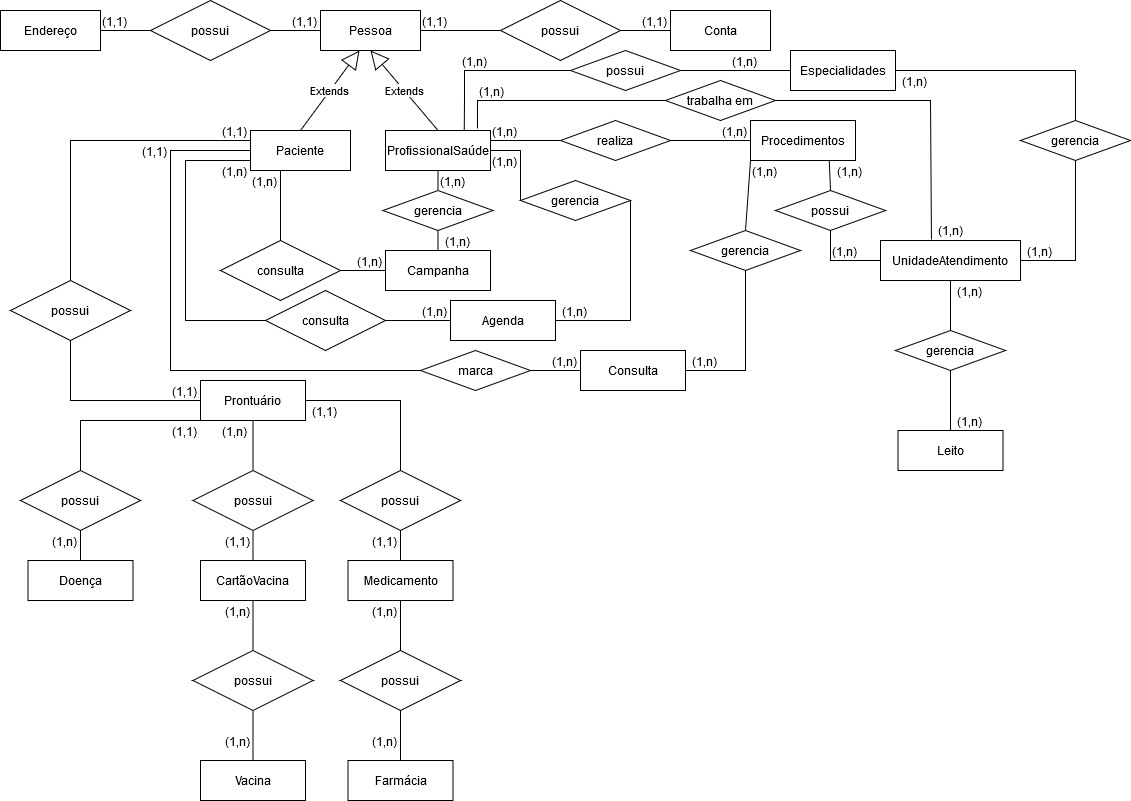 Endereço
(1,1)
possui
(1,1)
Pessoa
(1,1)
possui
(1,1)
Conta
Extends
Extends
(1,n)
possui
(1,n)
Especialidades
(1,n)
(1,n)
trabalha em
(1,1)
Paciente
ProfissionalSaúde
(1,n)
realiza
(1,n)
Procedimentos
gerencia
(1,1)
(1,n)
(1,n)
(1,n)
(1,n)
(1,n)
(1,n)
gerencia
gerencia
possui
(1,n)
(1,n)
gerencia
(1,n)
(1,n)
UnidadeAtendimento
(1,n)
consulta
(1,n)
Campanha
(1,n)
possui
consulta
(1,n)
Agenda
(1,n)
gerencia
marca
(1,n)
Consulta
(1,n)
(1,1)
Prontuário
(1,1)
(1,1)
(1,n)
(1,n)
Leito
possui
possui
possui
(1,n)
(1,1)
(1,1)
Doença
CartãoVacina
Medicamento
(1,n)
(1,n)
possui
possui
(1,n)
(1,n)
Vacina
Farmácia